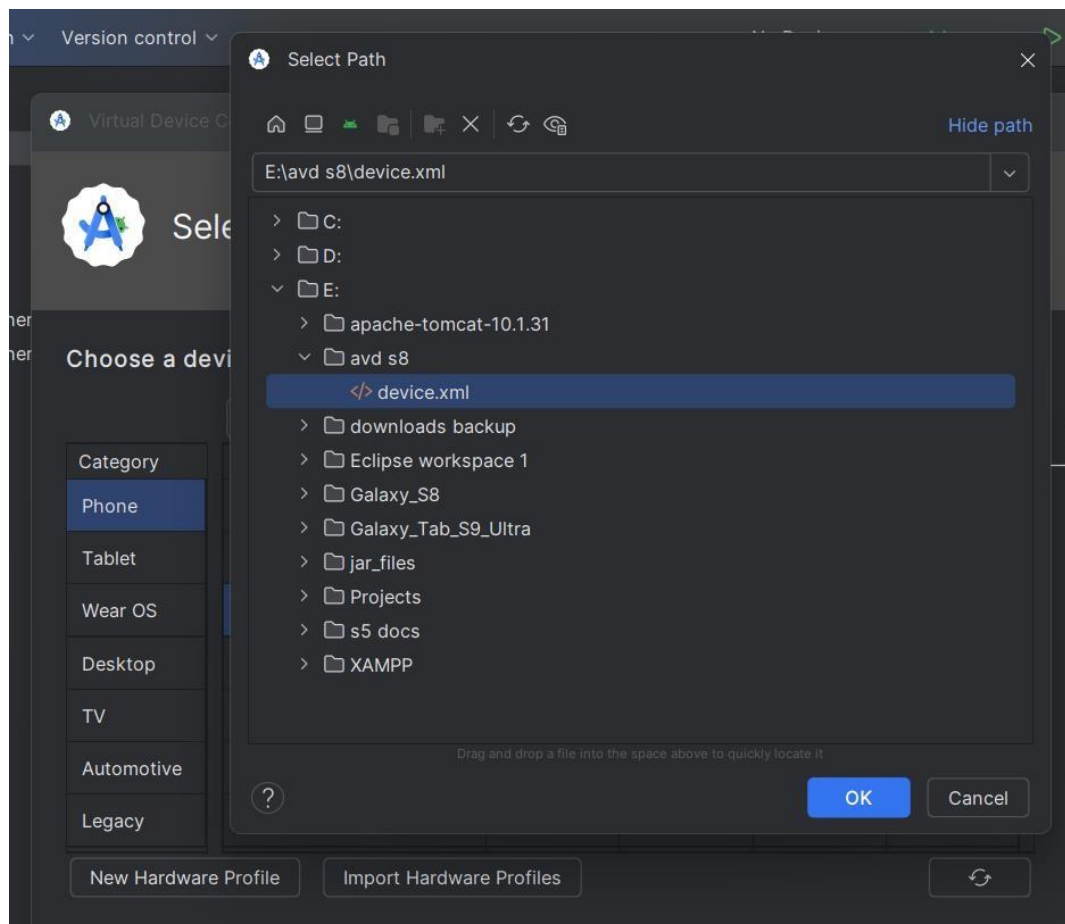 Version control
Select Path
Virtual Device C
Hide path
E:\avd s8\device.xml
Sele
C:
D:
E:
apache-tomcat-10.1.31
avd s8
device.xml
downloads backup
Eclipse workspace 1
Galaxy_S8
Galaxy_Tab_S9_Ultra
jar_files
Projects
s5 docs
XAMPP
Choose a devi
Category
Phone
Tablet
Wear OS
Desktop
TV
Automotive
Legacy
Drag and drop a file into the space above to quickly locate it
?
OK
Cancel
New Hardware Profile
Import Hardware Profiles